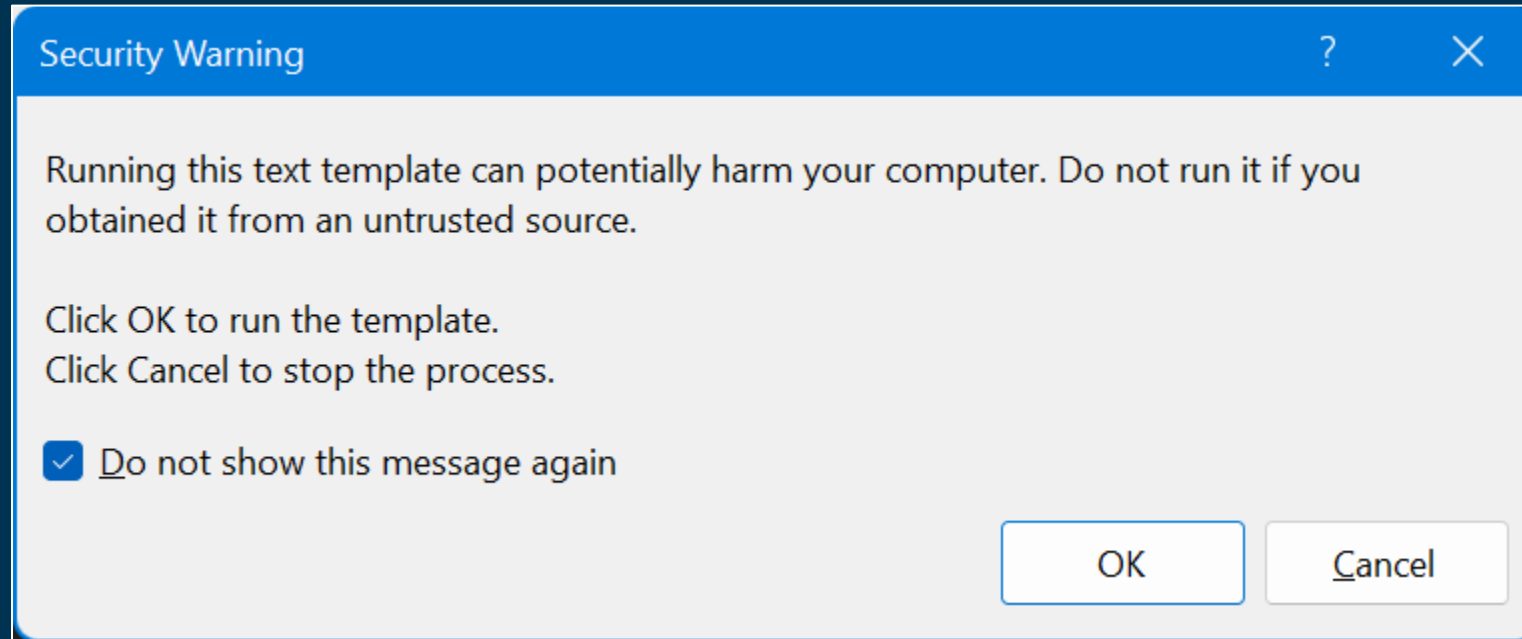 Security Warning
Running this text template can potentially harm your computer. Do not run it if you
obtained it from an untrusted source.
Click OK to run the template.
Click Cancel to stop the process.
Do not show this message again
OK
Cancel